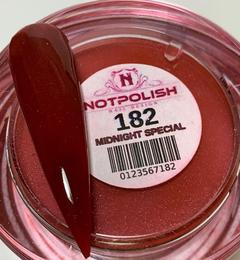 N
NOTPOLISH
NAIL DESIGN
182
MIDNIGHT SPECIAL
0123567182